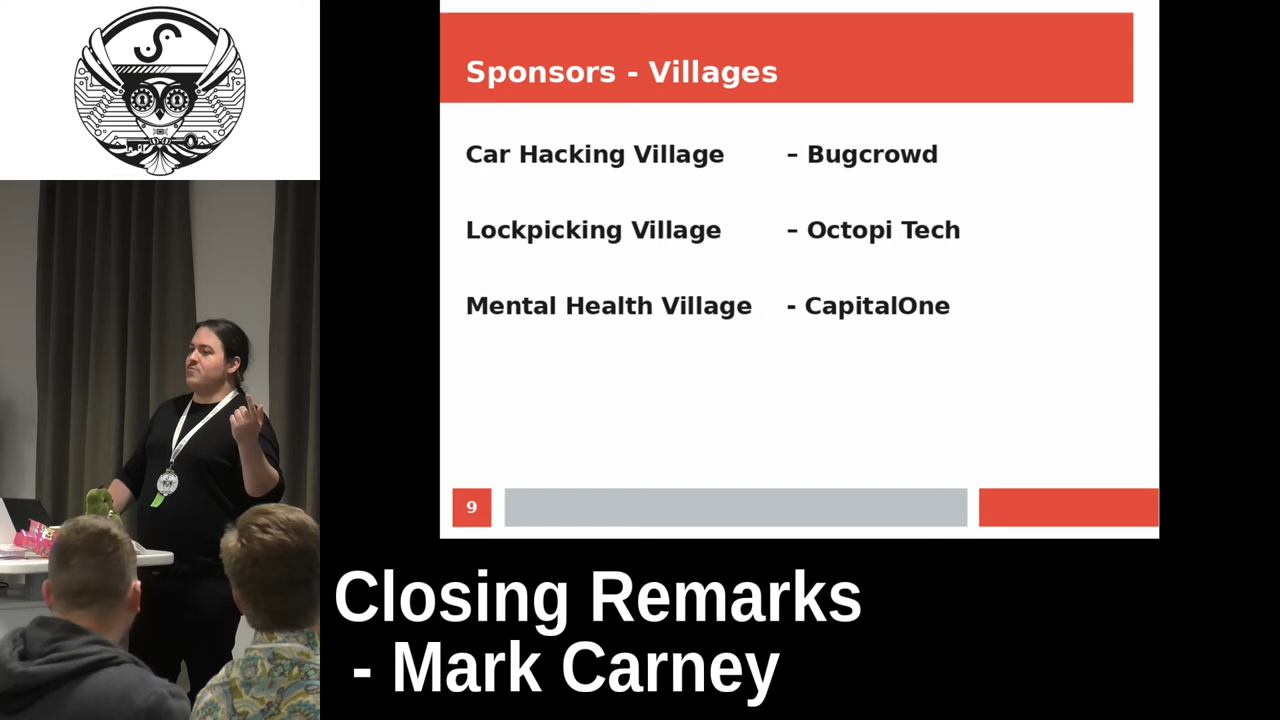 Sponsors - Villages
Car Hacking Village – Bugcrowd
Lockpicking Village – Octopi Tech
Mental Health Village - CapitalOne
9
Closing Remarks
- Mark Carney